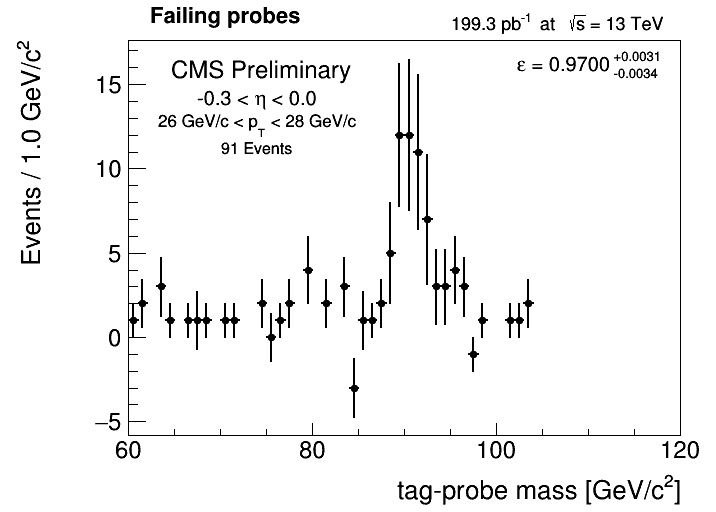 Failing probes
199.3 pb⁻¹ at √s = 13 TeV
CMS Preliminary
-0.3 < η < 0.0
26 GeV/c < p_T < 28 GeV/c
91 Events
ε = 0.9700 +0.0031 -0.0034
Events / 1.0 GeV/c²
15
10
5
0
−5
60 80 100 120
tag-probe mass [GeV/c²]